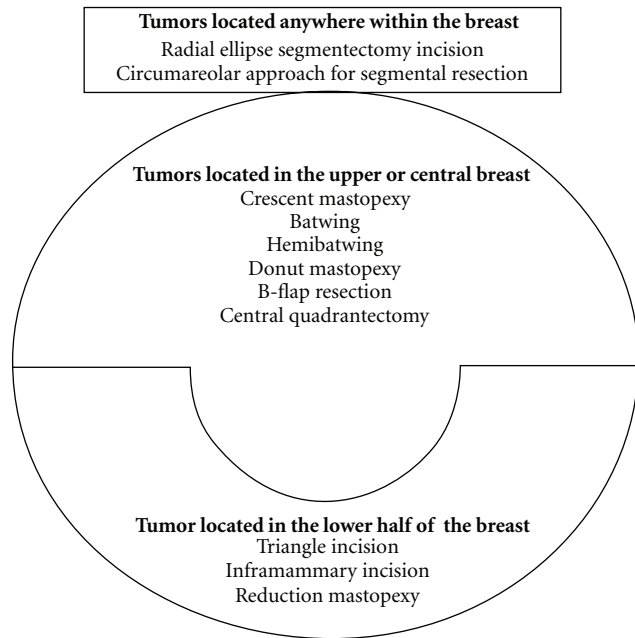 Tumors located anywhere within the breast
Radial ellipse segmentectomy incision
Circumareolar approach for segmental resection
Tumors located in the upper or central breast
Crescent mastopexy
Batwing
Hemibatwing
Donut mastopexy
B-flap resection
Central quadrantectomy
Tumor located in the lower half of the breast
Triangle incision
Inframammary incision
Reduction mastopexy